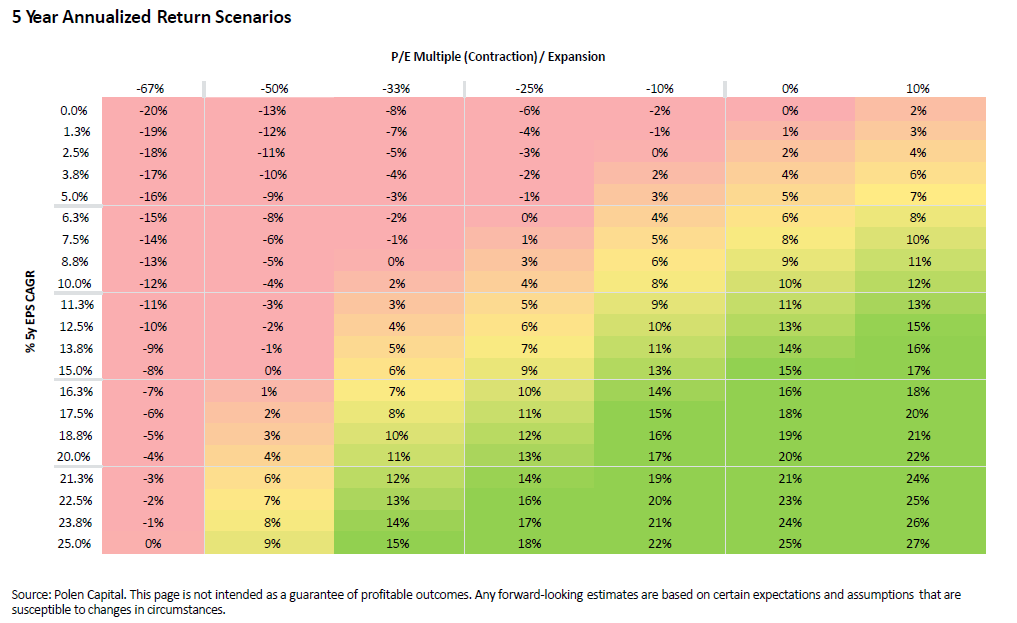 5 Year Annualized Return Scenarios
P/E Multiple (Contraction) / Expansion
-67% -50% -33% -25% -10% 0% 10%
% 5y EPS CAGR
0.0% -20% -13% -8% -6% -2% 0% 2%
1.3% -19% -12% -7% -4% -1% 1% 3%
2.5% -18% -11% -5% -3% 0% 2% 4%
3.8% -17% -10% -4% -2% 2% 4% 6%
5.0% -16% -9% -3% -1% 3% 5% 7%
6.3% -15% -8% -2% 0% 4% 6% 8%
7.5% -14% -6% -1% 1% 5% 8% 10%
8.8% -13% -5% 0% 3% 6% 9% 11%
10.0% -12% -4% 2% 4% 8% 10% 12%
11.3% -11% -3% 3% 5% 9% 11% 13%
12.5% -10% -2% 4% 6% 10% 13% 15%
13.8% -9% -1% 5% 7% 11% 14% 16%
15.0% -8% 0% 6% 9% 13% 15% 17%
16.3% -7% 1% 7% 10% 14% 16% 18%
17.5% -6% 2% 8% 11% 15% 18% 20%
18.8% -5% 3% 10% 12% 16% 19% 21%
20.0% -4% 4% 11% 13% 17% 20% 22%
21.3% -3% 6% 12% 14% 19% 21% 24%
22.5% -2% 7% 13% 16% 20% 23% 25%
23.8% -1% 8% 14% 17% 21% 24% 26%
25.0% 0% 9% 15% 18% 22% 25% 27%
Source: Polen Capital. This page is not intended as a guarantee of profitable outcomes. Any forward-looking estimates are based on certain expectations and assumptions that are
susceptible to changes in circumstances.